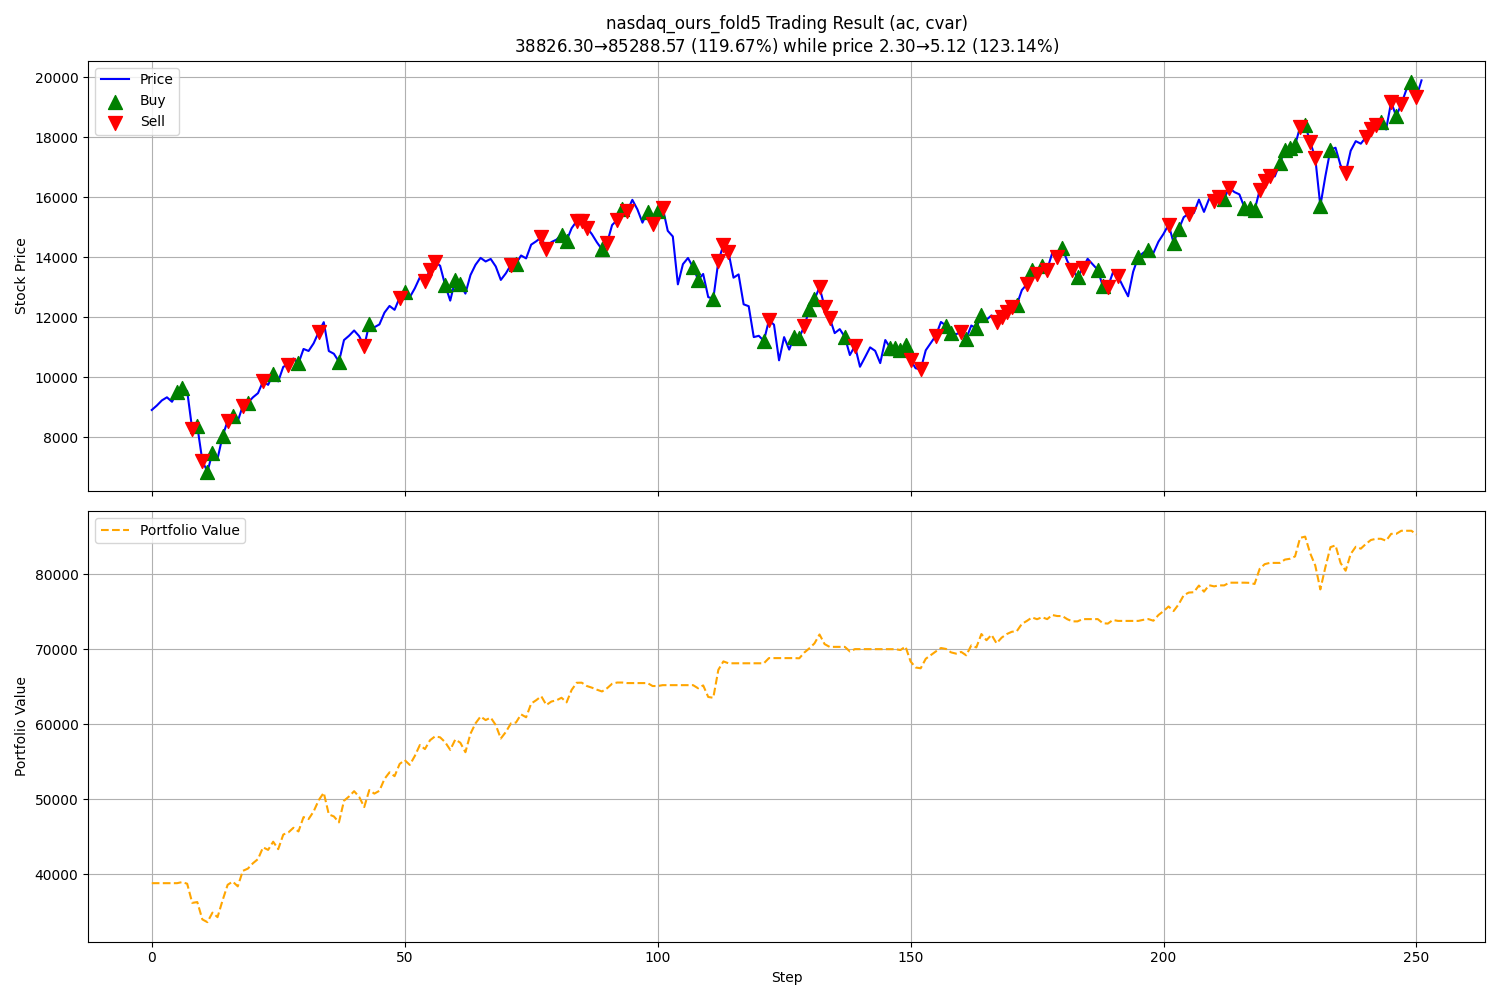 nasdaq_ours_fold5 Trading Result (ac, cvar)
38826.30→85288.57 (119.67%) while price 2.30→5.12 (123.14%)
Price
Buy
Sell
Stock Price
20000
18000
16000
14000
12000
10000
8000
Portfolio Value
Portfolio Value
80000
70000
60000
50000
40000
0
50
100
150
200
250
Step